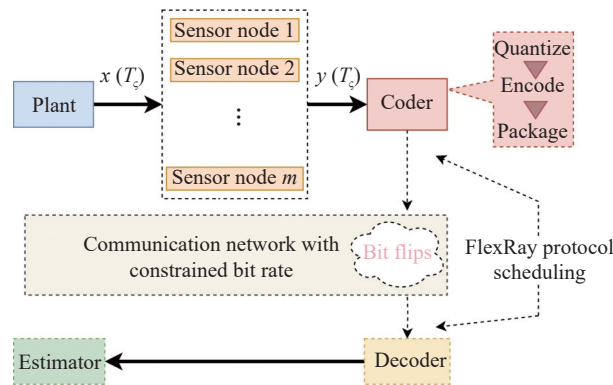 Plant
x (Tς)
Sensor node 1
Sensor node 2
⋮
Sensor node m
y (Tς)
Coder
Quantize
Encode
Package
Communication network with
constrained bit rate
Bit flips
FlexRay protocol
scheduling
Estimator
Decoder